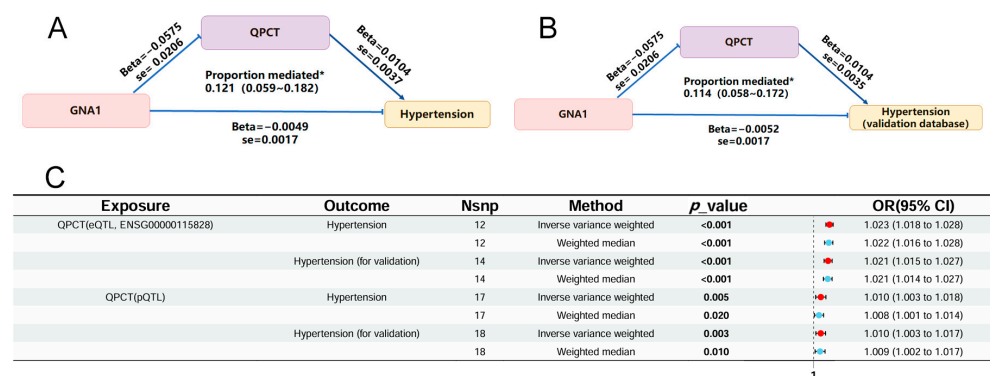 A
QPCT
Beta=−0.0575
se= 0.0206
Beta=0.0104
se=0.0037
Proportion mediated*
0.121 (0.059~0.182)
GNA1
Hypertension
Beta=−0.0049
se=0.0017
B
QPCT
Beta=−0.0575
se= 0.0206
Beta=0.0104
se=0.0035
Proportion mediated*
0.114 (0.058~0.172)
GNA1
Hypertension
(validation database)
Beta=−0.0052
se=0.0017
C
Exposure Outcome Nsnp Method p_value OR(95% CI)
QPCT(eQTL, ENSG00000115828) Hypertension 12 Inverse variance weighted <0.001 1.023 (1.018 to 1.028)
12 Weighted median <0.001 1.022 (1.016 to 1.028)
Hypertension (for validation) 14 Inverse variance weighted <0.001 1.021 (1.015 to 1.027)
14 Weighted median <0.001 1.021 (1.014 to 1.027)
QPCT(pQTL) Hypertension 17 Inverse variance weighted 0.005 1.010 (1.003 to 1.018)
17 Weighted median 0.020 1.008 (1.001 to 1.014)
Hypertension (for validation) 18 Inverse variance weighted 0.003 1.010 (1.003 to 1.017)
18 Weighted median 0.010 1.009 (1.002 to 1.017)
1